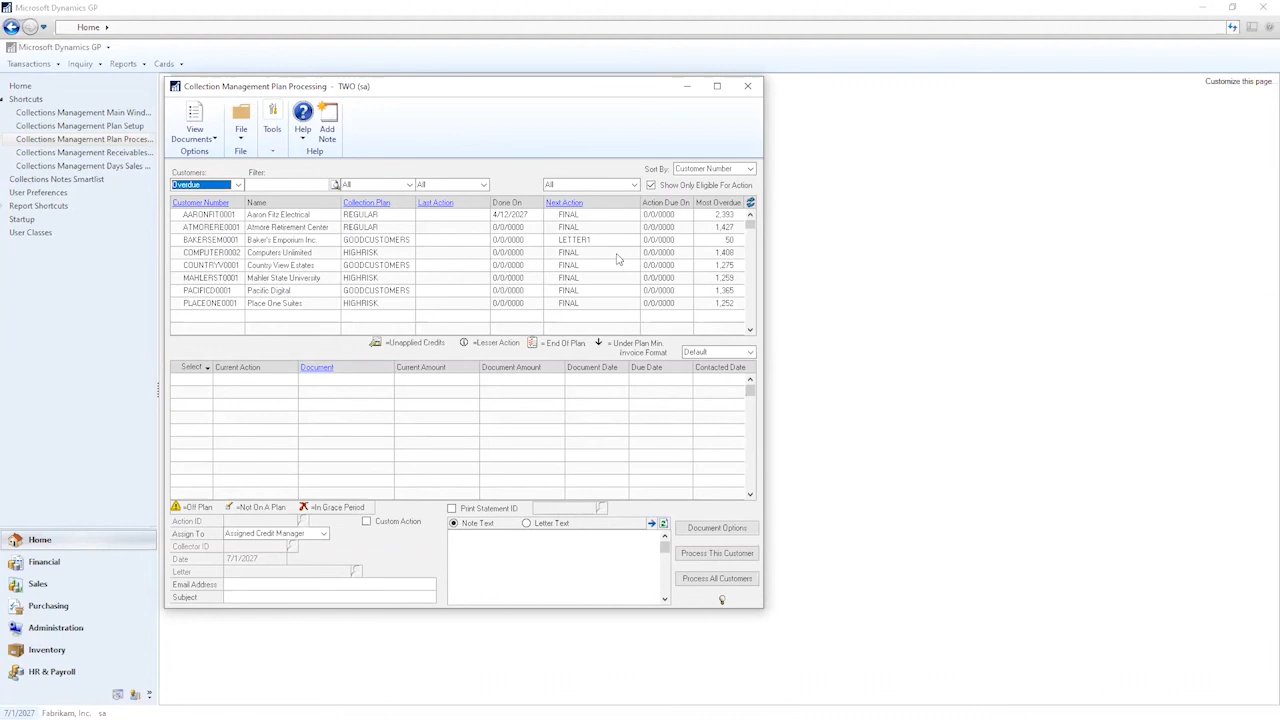 Microsoft Dynamics GP
Home
Microsoft Dynamics GP
Transactions Inquiry Reports Cards
Customize this page...
Home
Shortcuts
Collections Management Main Wind...
Collections Management Plan Setup
Collections Management Plan Proces...
Collections Management Receivables...
Collections Management Days Sales ...
Collections Notes Smartlist
User Preferences
Report Shortcuts
Startup
User Classes
Collection Management Plan Processing - TWO (sa)
View Documents File Tools Help Add Note
Options File Help
Sort By: Customer Number
Customers: Filter:
Overdue All All All Show Only Eligible For Action
Customer Number Name Collection Plan Last Action Done On Next Action Action Due On Most Overdue
AARONFIT0001 Aaron Fitz Electrical REGULAR 4/12/2027 FINAL 0/0/0000 2,393
ATMORERE0001 Atmore Retirement Center REGULAR 0/0/0000 FINAL 0/0/0000 1,427
BAKERSEM0001 Baker's Emporium Inc. GOODCUSTOMERS 0/0/0000 LETTER1 0/0/0000 50
COMPUTER0002 Computers Unlimited HIGHRISK 0/0/0000 FINAL 0/0/0000 1,408
COUNTRYV0001 County View Estates GOODCUSTOMERS 0/0/0000 FINAL 0/0/0000 1,275
MAHLERST0001 Mahler State University HIGHRISK 0/0/0000 FINAL 0/0/0000 1,259
PACIFICD0001 Pacific Digital GOODCUSTOMERS 0/0/0000 FINAL 0/0/0000 1,365
PLACEONE0001 Place One Suites HIGHRISK 0/0/0000 FINAL 0/0/0000 1,252
=Unapplied Credits =Lesser Action = End Of Plan = Under Plan Min.
Invoice Format Default
Select Current Action Document Current Amount Document Amount Document Date Due Date Contacted Date
=Off Plan =Not On A Plan =In Grace Period Print Statement ID
Action ID Custom Action Note Text Letter Text
Assign To Assigned Credit Manager Document Options
Collector ID
Date 7/1/2027 Process This Customer
Letter
Email Address Process All Customers
Subject
Home
Financial
Sales
Purchasing
Administration
Inventory
HR & Payroll
7/1/2027 Fabrikam, Inc. sa